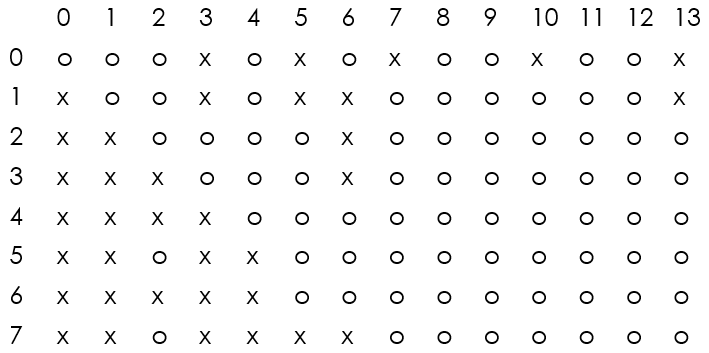 0 1 2 3 4 5 6 7 8 9 10 11 12 13
0 o o o x o x o x o o x o o x
1 x o o x o x x o o o o o o x
2 x x o o o o x o o o o o o o
3 x x x o o o x o o o o o o o
4 x x x x o o o o o o o o o o
5 x x o x x o o o o o o o o o
6 x x x x x o o o o o o o o o
7 x x o x x x x o o o o o o o